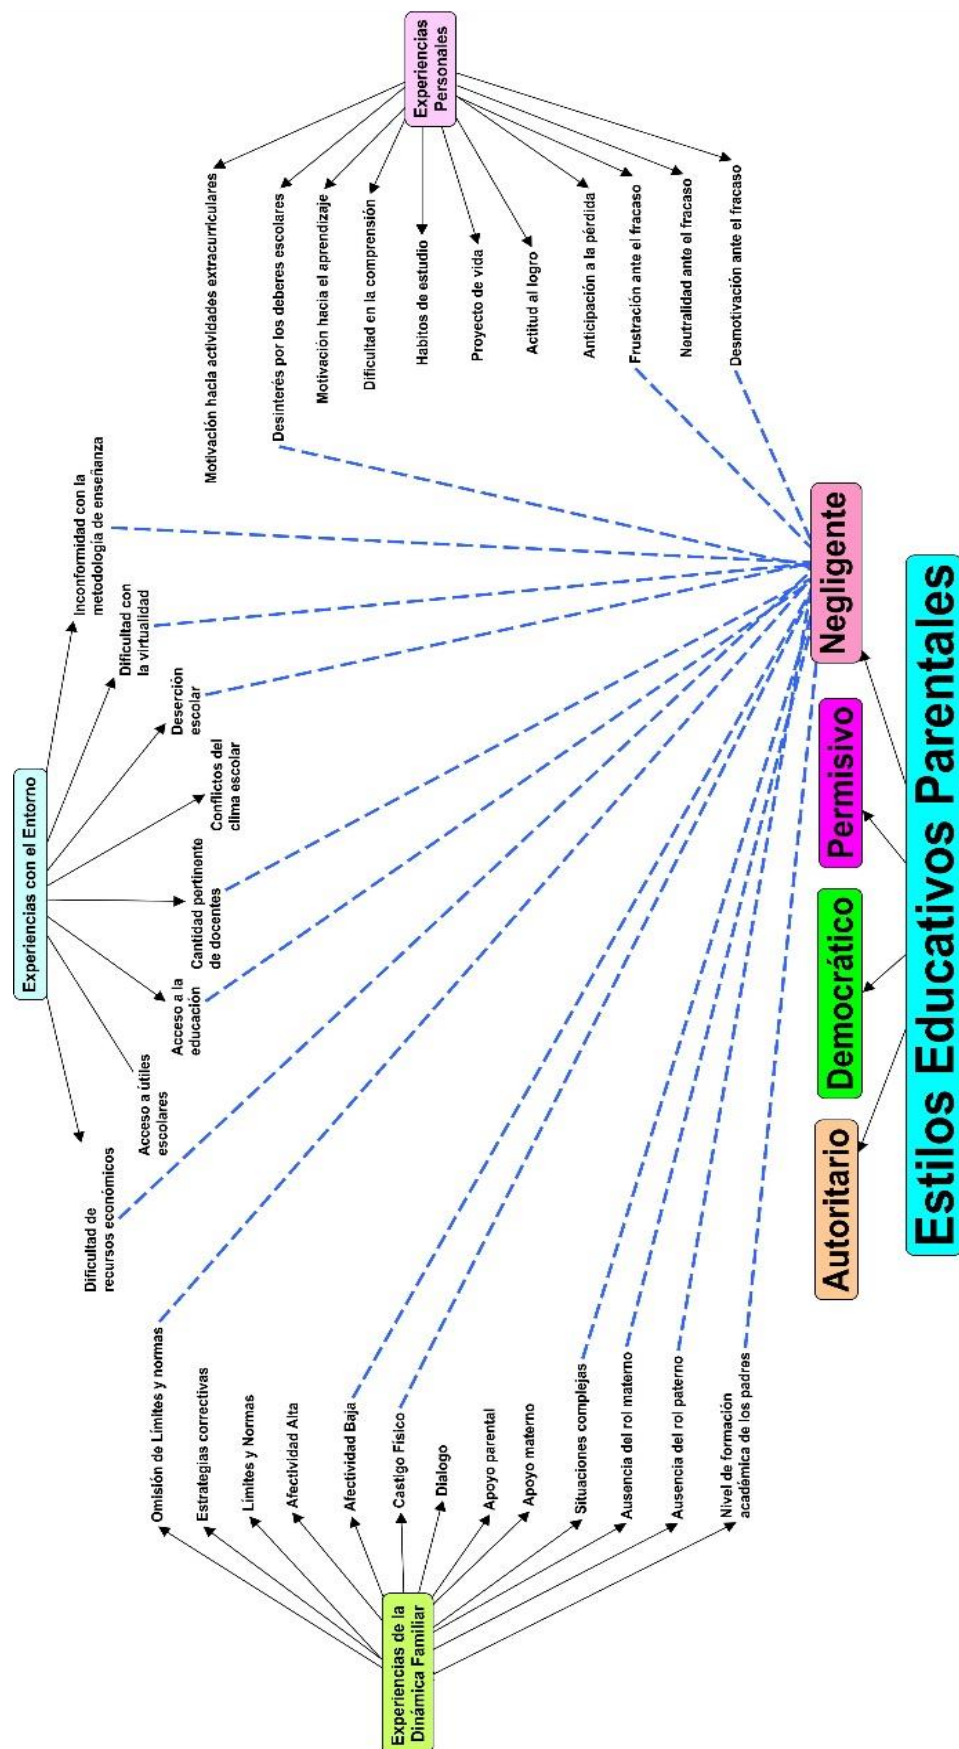 Experiencias con el Entorno
Dificultad de
recursos económicos
Acceso a útiles
escolares
Acceso a la
educación
Cantidad pertinente
de docentes
Conflictos del
clima escolar
Deserción
escolar
Dificultad con
la virtualidad
Inconformidad con la
metodología de enseñanza
Experiencias de la
Dinámica Familiar
Omisión de Límites y normas
Estrategias correctivas
Límites y Normas
Afectividad Alta
Afectividad Baja
Castigo Físico
Dialogo
Apoyo parental
Apoyo materno
Situaciones complejas
Ausencia del rol materno
Ausencia del rol paterno
Nivel de formación
académica de los padres
Experiencias
Personales
Motivación hacia actividades extracurriculares
Desinterés por los deberes escolares
Motivación hacia el aprendizaje
Dificultad en la comprensión
Habitos de estudio
Proyecto de vida
Actitud al logro
Anticipación a la pérdida
Frustración ante el fracaso
Neutralidad ante el fracaso
Desmotivación ante el fracaso
Autoritario
Democrático
Permisivo
Negligente
Estilos Educativos Parentales